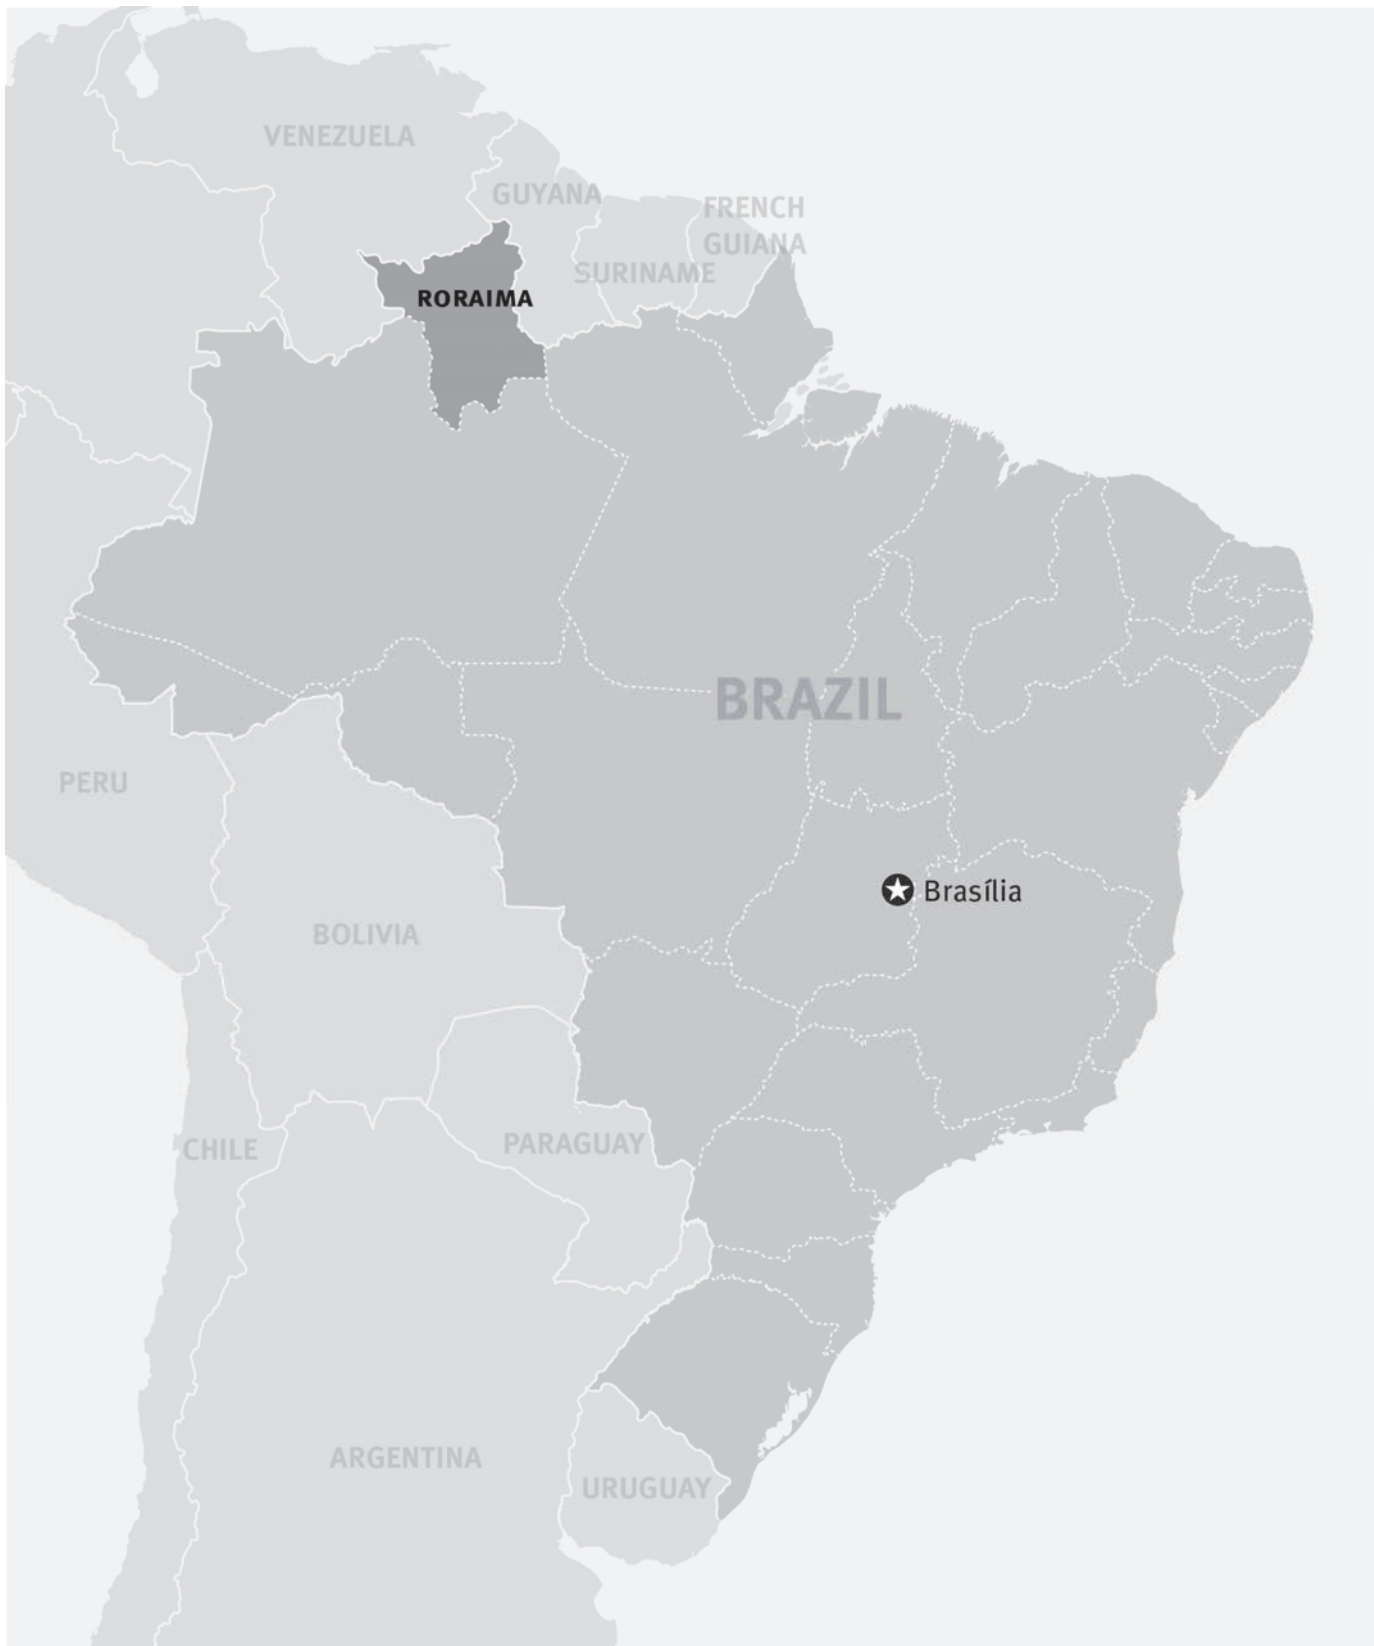 VENEZUELA
GUYANA
FRENCH
GUIANA
SURINAME
RORAIMA
BRAZIL
PERU
Brasília
BOLIVIA
PARAGUAY
CHILE
ARGENTINA
URUGUAY